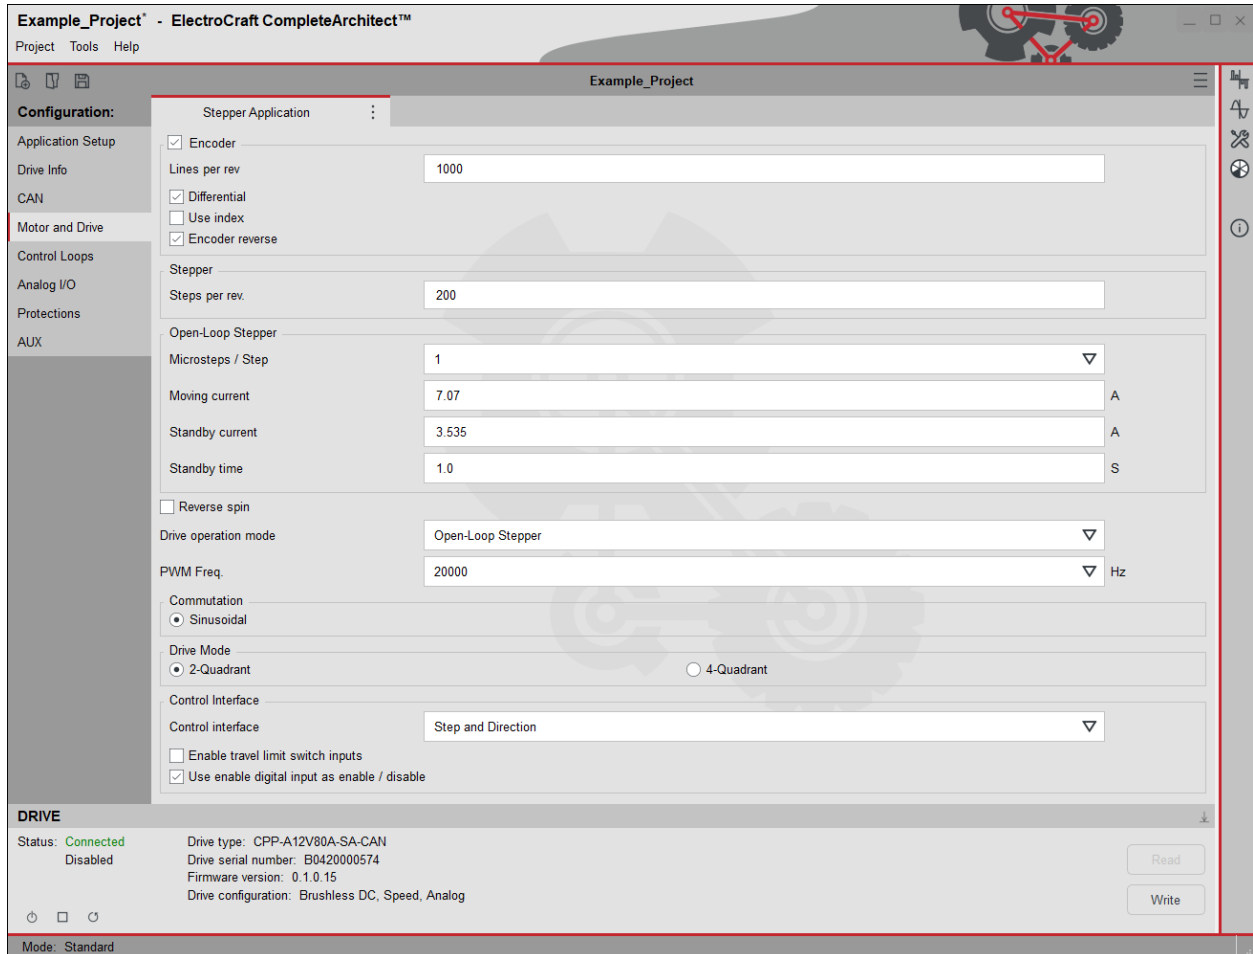 Example_Project* - ElectroCraft CompleteArchitect™
Project Tools Help
Example_Project
Configuration:
Application Setup
Drive Info
CAN
Motor and Drive
Control Loops
Analog I/O
Protections
AUX
Stepper Application
Encoder
Lines per rev 1000
Differential
Use index
Encoder reverse
Stepper
Steps per rev. 200
Open-Loop Stepper
Microsteps / Step 1
Moving current 7.07 A
Standby current 3.535 A
Standby time 1.0 S
Reverse spin
Drive operation mode Open-Loop Stepper
PWM Freq. 20000 Hz
Commutation
Sinusoidal
Drive Mode
2-Quadrant 4-Quadrant
Control Interface
Control interface Step and Direction
Enable travel limit switch inputs
Use enable digital input as enable / disable
DRIVE
Status: Connected
Disabled
Drive type: CPP-A12V80A-SA-CAN
Drive serial number: B0420000574
Firmware version: 0.1.0.15
Drive configuration: Brushless DC, Speed, Analog
Read
Write
Mode: Standard